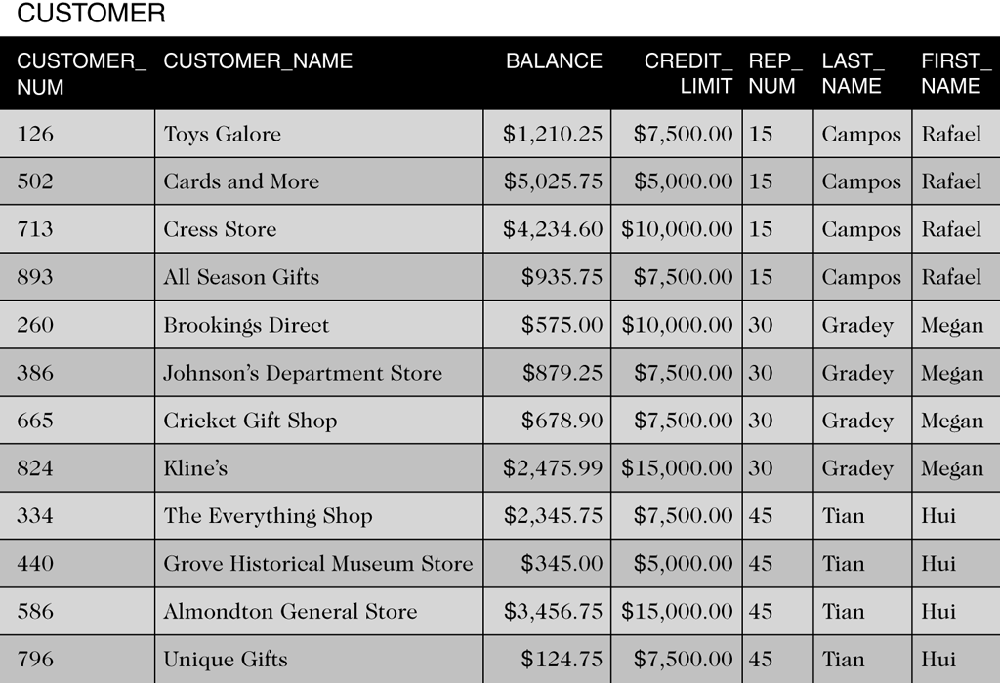 CUSTOMER
CUSTOMER_ CUSTOMER_NAME BALANCE CREDIT_ REP_ LAST_ FIRST_
NUM LIMIT NUM NAME NAME
126 Toys Galore $1,210.25 $7,500.00 15 Campos Rafael
502 Cards and More $5,025.75 $5,000.00 15 Campos Rafael
713 Cress Store $4,234.60 $10,000.00 15 Campos Rafael
893 All Season Gifts $935.75 $7,500.00 15 Campos Rafael
260 Brookings Direct $575.00 $10,000.00 30 Gradey Megan
386 Johnson’s Department Store $879.25 $7,500.00 30 Gradey Megan
665 Cricket Gift Shop $678.90 $7,500.00 30 Gradey Megan
824 Kline’s $2,475.99 $15,000.00 30 Gradey Megan
334 The Everything Shop $2,345.75 $7,500.00 45 Tian Hui
440 Grove Historical Museum Store $345.00 $5,000.00 45 Tian Hui
586 Almondton General Store $3,456.75 $15,000.00 45 Tian Hui
796 Unique Gifts $124.75 $7,500.00 45 Tian Hui